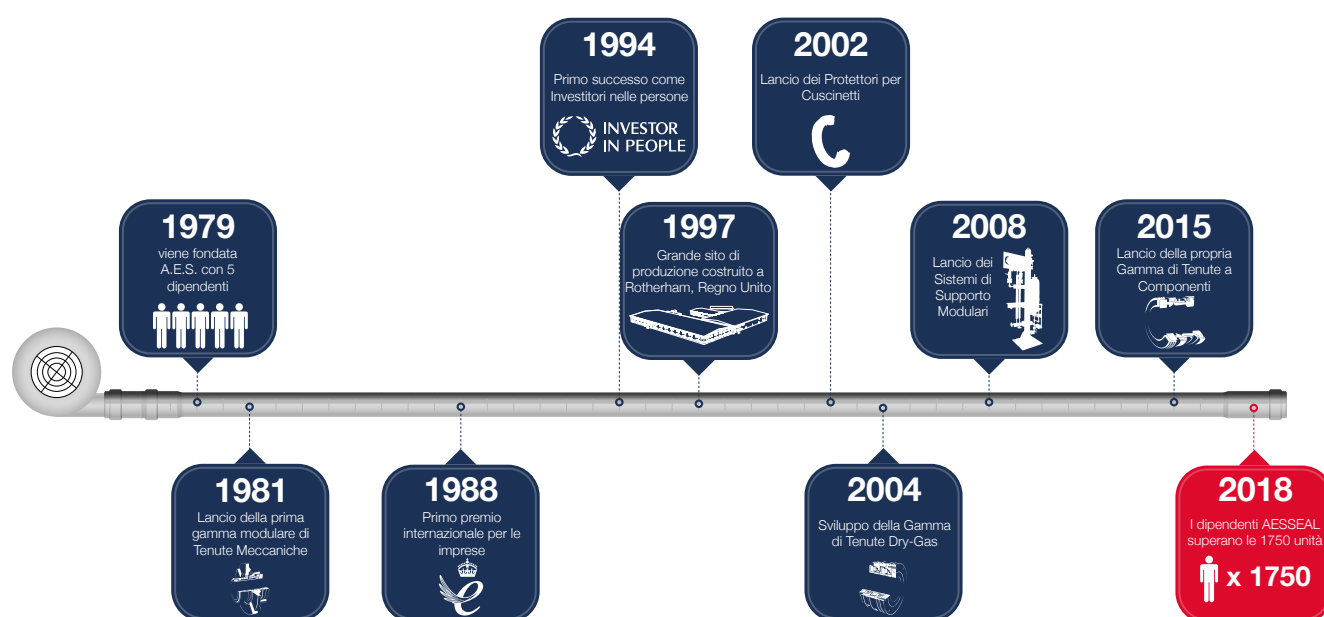 1994
Primo successo come
Investitori nelle persone
INVESTOR
IN PEOPLE
2002
Lancio dei Protettori per
Cuscinetti
1979
viene fondata
A.E.S. con 5
dipendenti
1997
Grande sito di
produzione costruito a
Rotherham, Regno Unito
2008
Lancio dei
Sistemi di
Supporto
Modulari
2015
Lancio della propria
Gamma di Tenute a
Componenti
1981
Lancio della prima
gamma modulare di
Tenute Meccaniche
1988
Primo premio
internazionale per le
imprese
e
2004
Sviluppo della Gamma
di Tenute Dry-Gas
2018
I dipendenti AESSEAL
superano le 1750 unità
x 1750